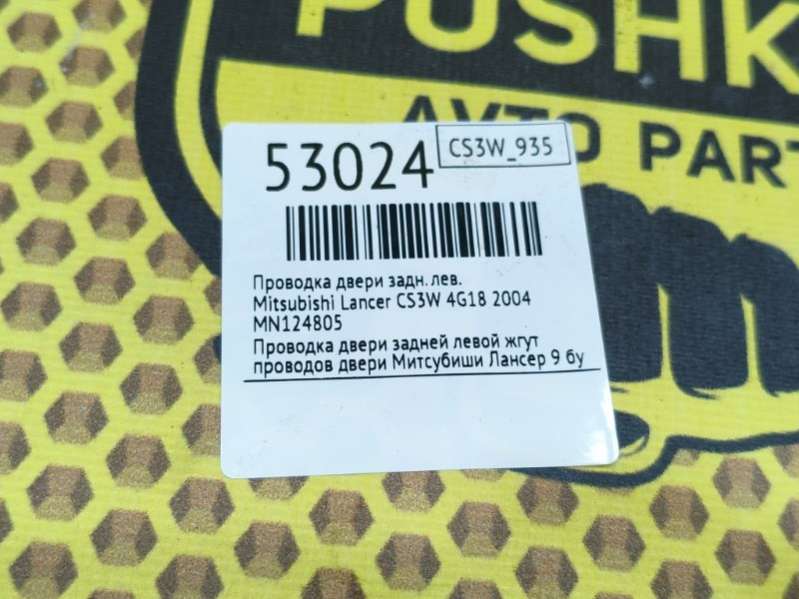 PUSHK
AVTO PART
53024
CS3W_935
Проводка двери задн.лев.
Mitsubishi Lancer CS3W 4G18 2004
MN124805
Проводка двери задней левой жгут
проводов двери Митсубиши Лансер 9 бу